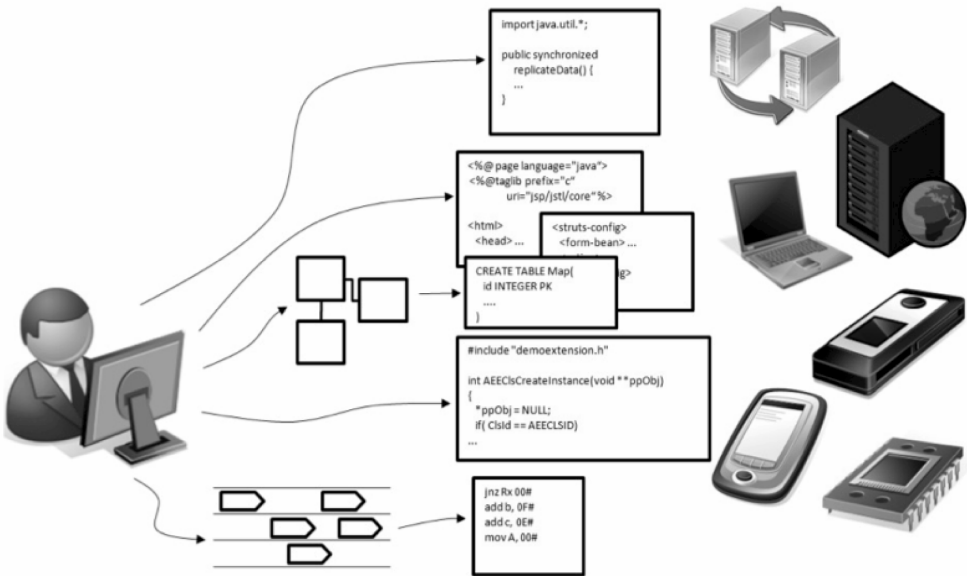 import java.util.*;
public synchronized
replicateData() {
...
}
<%@ page language="java">
<%@taglib prefix="c"
uri="jsp/jstl/core"%>
<html>
<head> ...
<struts-config>
<form-bean> ...
CREATE TABLE Map(
id INTEGER PK
....
}
#include "demoextension.h"
int AEEClsCreateInstance(void **ppObj)
{
*ppObj = NULL;
if( ClsId == AEECLSID)
...
jnz Rx 00#
add b, 0F#
add c, 0E#
mov A, 00#